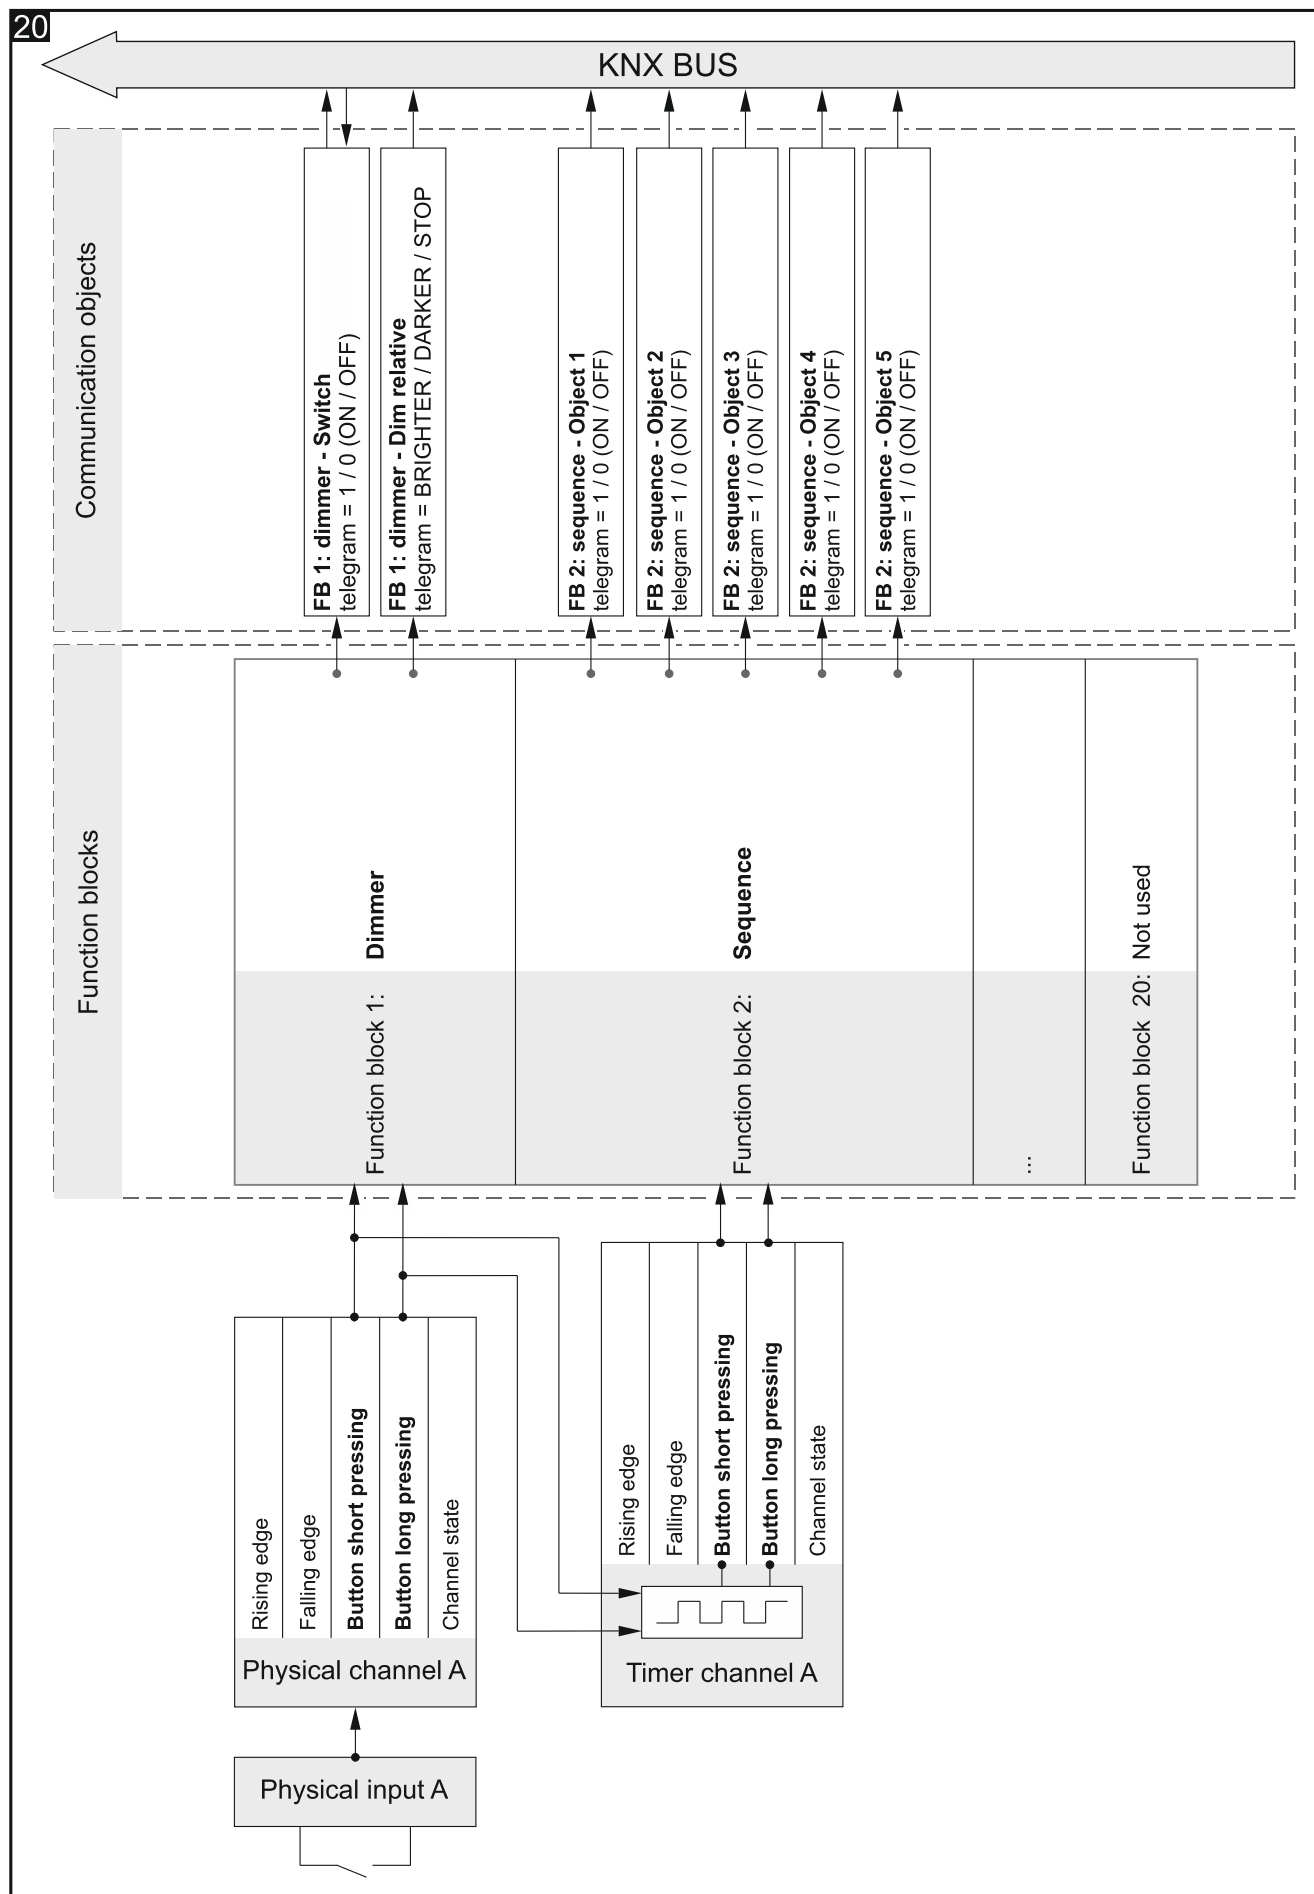 20
KNX BUS
Communication objects
FB 1: dimmer - Switch
telegram = 1 / 0 (ON / OFF)
FB 1: dimmer - Dim relative
telegram = BRIGHTER / DARKER / STOP
FB 2: sequence - Object 1
telegram = 1 / 0 (ON / OFF)
FB 2: sequence - Object 2
telegram = 1 / 0 (ON / OFF)
FB 2: sequence - Object 3
telegram = 1 / 0 (ON / OFF)
FB 2: sequence - Object 4
telegram = 1 / 0 (ON / OFF)
FB 2: sequence - Object 5
telegram = 1 / 0 (ON / OFF)
Function blocks
Function block 1: Dimmer
Function block 2: Sequence
...
Function block 20: Not used
Rising edge
Falling edge
Button short pressing
Button long pressing
Channel state
Physical channel A
Rising edge
Falling edge
Button short pressing
Button long pressing
Channel state
Timer channel A
Physical input A